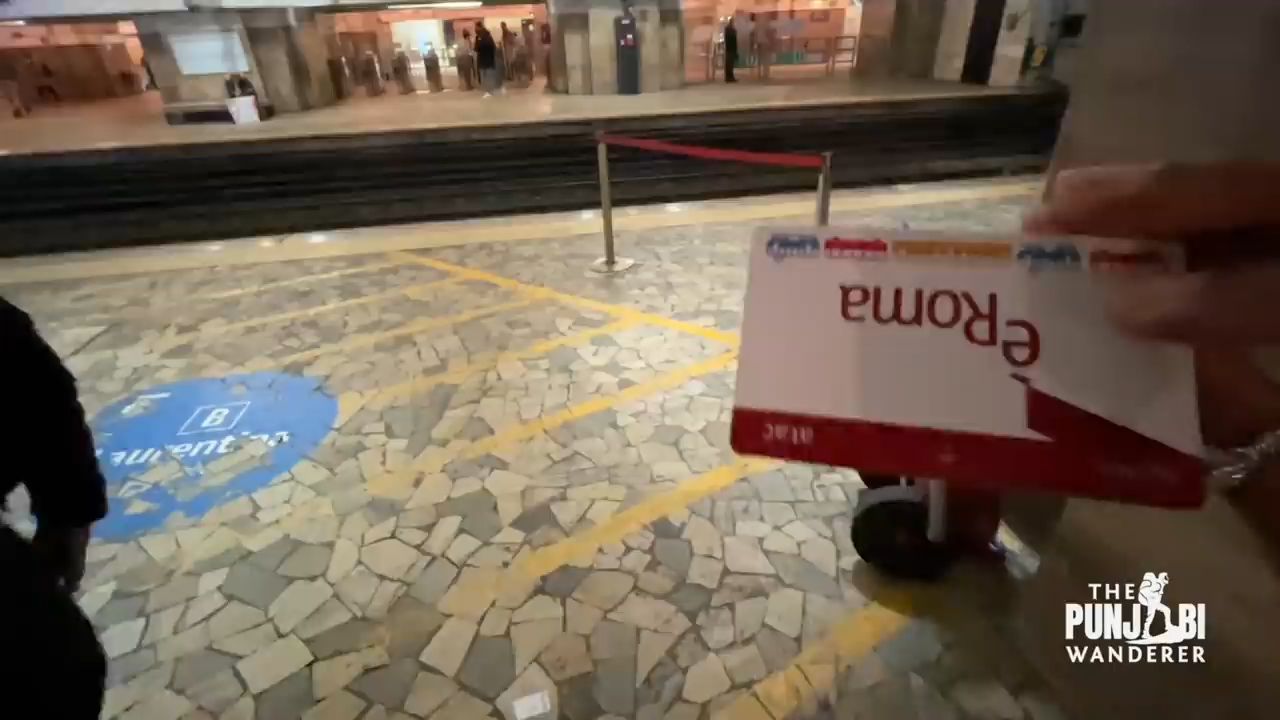 eRoma
atac
B
Laurentina
THE
PUNJABI
WANDERER